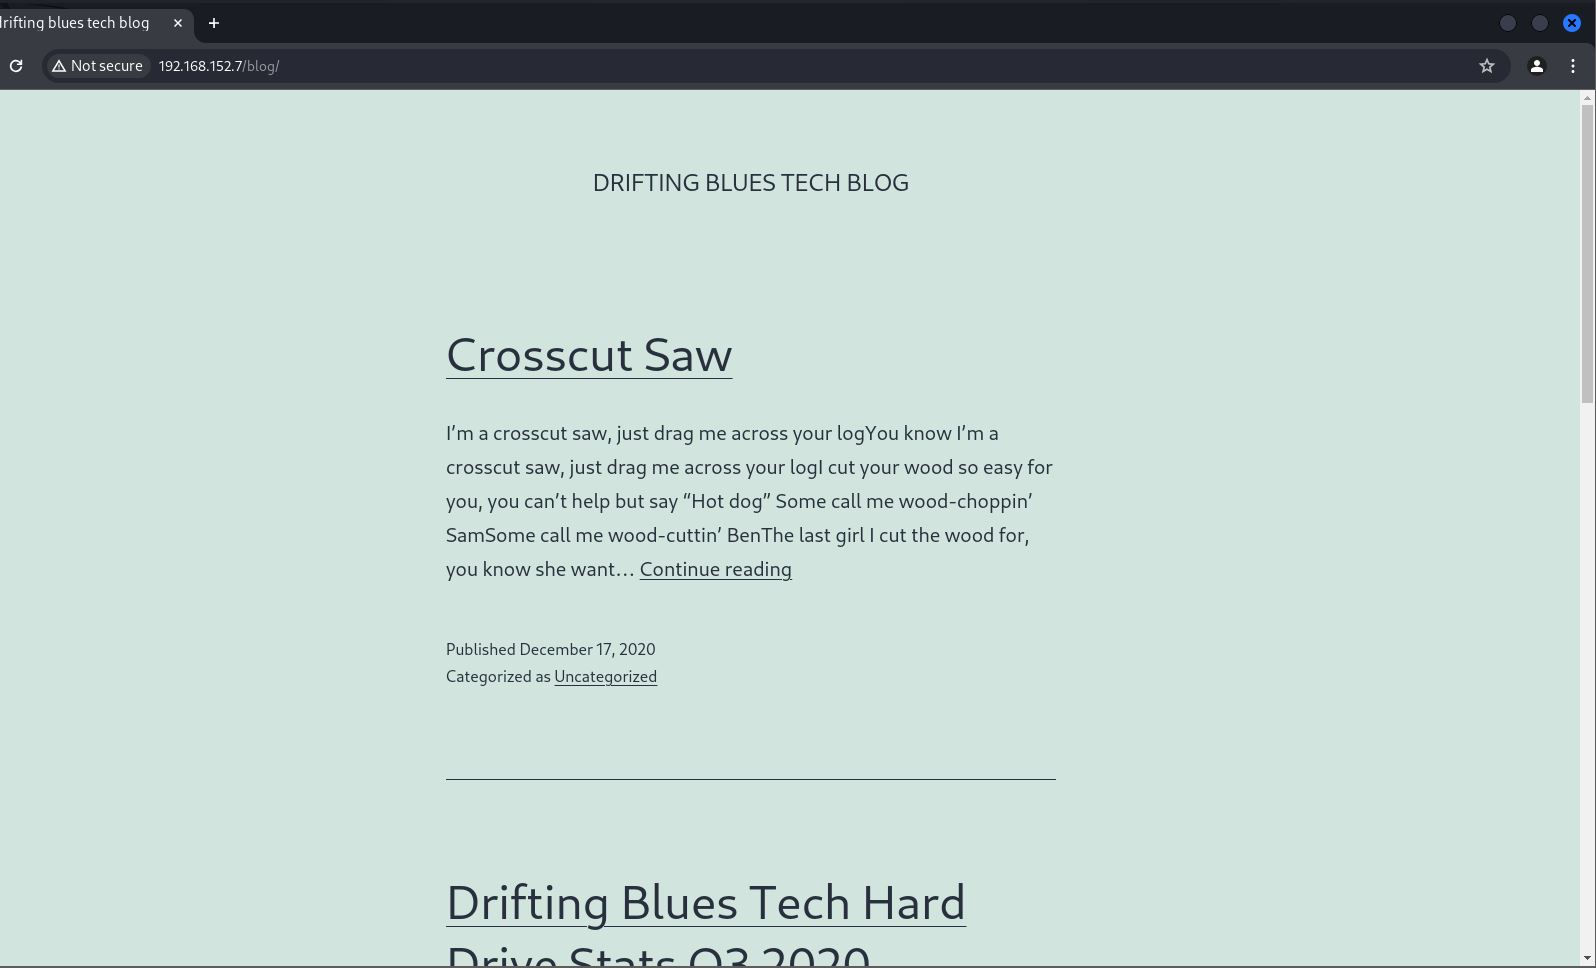 drifting blues tech blog
Not secure 192.168.152.7/blog/
DRIFTING BLUES TECH BLOG
Crosscut Saw
I’m a crosscut saw, just drag me across your logYou know I’m a
crosscut saw, just drag me across your logI cut your wood so easy for
you, you can’t help but say “Hot dog” Some call me wood-choppin’
SamSome call me wood-cuttin’ BenThe last girl I cut the wood for,
you know she want… Continue reading
Published December 17, 2020
Categorized as Uncategorized
Drifting Blues Tech Hard
Drive Stats Q3 2020